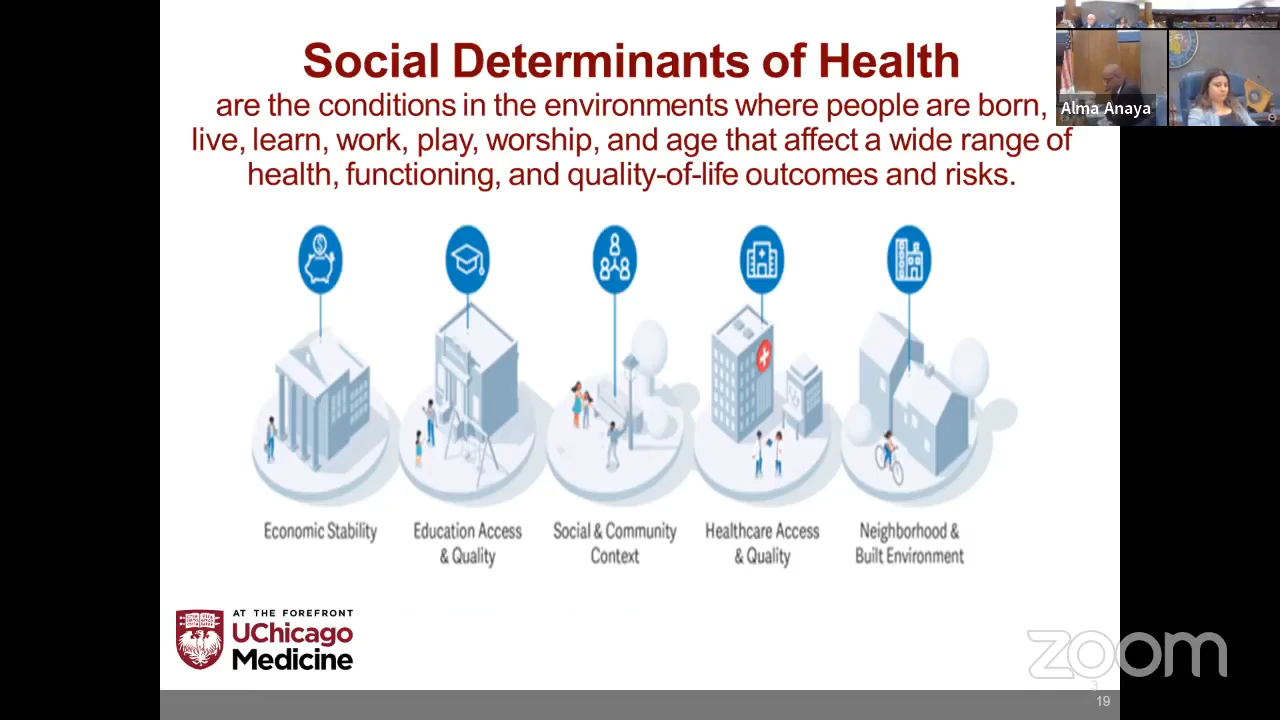 Social Determinants of Health
are the conditions in the environments where people are born,
live, learn, work, play, worship, and age that affect a wide range of
health, functioning, and quality-of-life outcomes and risks.
Alma Anaya
Economic Stability
Education Access
& Quality
Social & Community
Context
Healthcare Access
& Quality
Neighborhood &
Built Environment
AT THE FOREFRONT
UChicago
Medicine
zoom
3
19